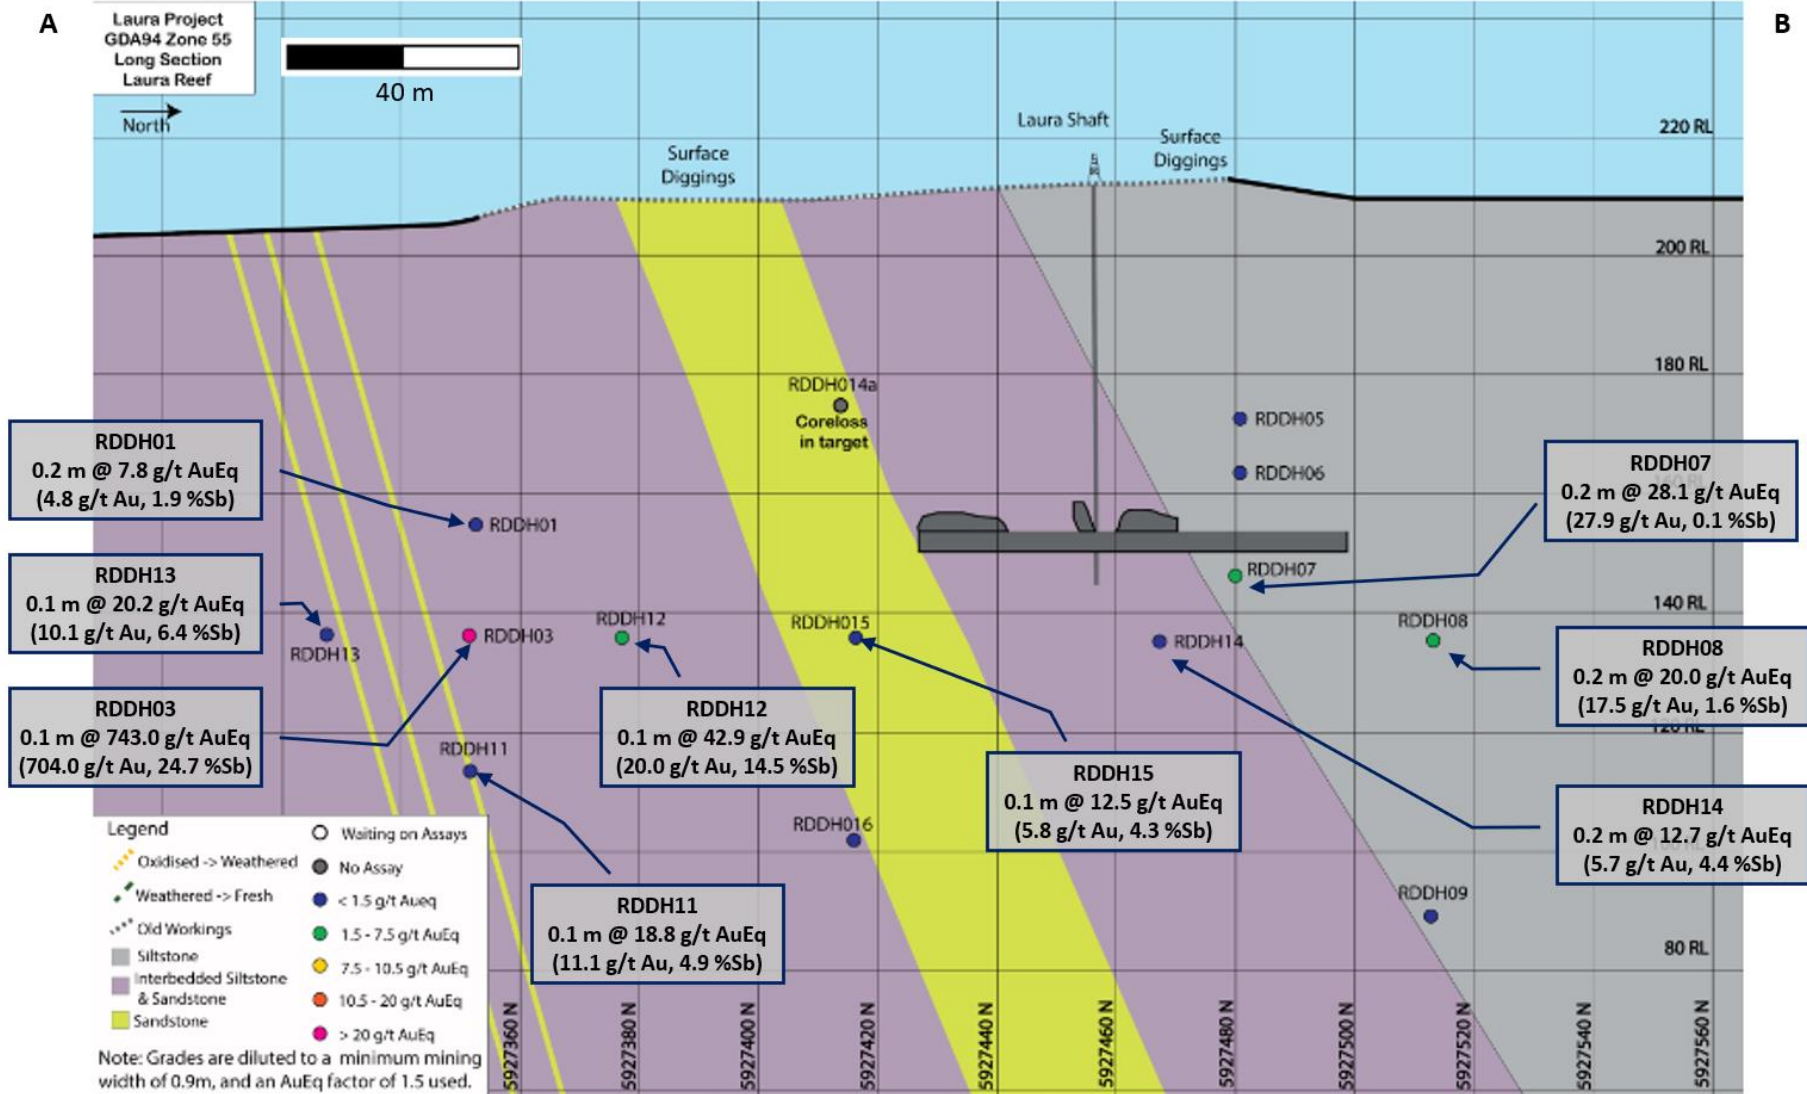 A
B
Laura Project
GDA94 Zone 55
Long Section
Laura Reef
North
40 m
Laura Shaft
Surface
Diggings
Surface
Diggings
220 RL
200 RL
180 RL
160 RL
140 RL
120 RL
100 RL
80 RL
RDDH014a
Coreloss
in target
RDDH05
RDDH06
RDDH01
RDDH07
RDDH13
RDDH03
RDDH12
RDDH015
RDDH14
RDDH08
RDDH11
RDDH016
RDDH09
RDDH01
0.2 m @ 7.8 g/t AuEq
(4.8 g/t Au, 1.9 %Sb)
RDDH13
0.1 m @ 20.2 g/t AuEq
(10.1 g/t Au, 6.4 %Sb)
RDDH03
0.1 m @ 743.0 g/t AuEq
(704.0 g/t Au, 24.7 %Sb)
RDDH12
0.1 m @ 42.9 g/t AuEq
(20.0 g/t Au, 14.5 %Sb)
RDDH11
0.1 m @ 18.8 g/t AuEq
(11.1 g/t Au, 4.9 %Sb)
RDDH15
0.1 m @ 12.5 g/t AuEq
(5.8 g/t Au, 4.3 %Sb)
RDDH07
0.2 m @ 28.1 g/t AuEq
(27.9 g/t Au, 0.1 %Sb)
RDDH08
0.2 m @ 20.0 g/t AuEq
(17.5 g/t Au, 1.6 %Sb)
RDDH14
0.2 m @ 12.7 g/t AuEq
(5.7 g/t Au, 4.4 %Sb)
Legend
Oxidised -> Weathered
Weathered -> Fresh
Old Workings
Siltstone
Interbedded Siltstone
& Sandstone
Sandstone
Waiting on Assays
No Assay
< 1.5 g/t Aueq
1.5 - 7.5 g/t AuEq
7.5 - 10.5 g/t AuEq
10.5 - 20 g/t AuEq
> 20 g/t AuEq
Note: Grades are diluted to a minimum mining
width of 0.9m, and an AuEq factor of 1.5 used.
5927360 N
5927380 N
5927400 N
5927420 N
5927440 N
5927460 N
5927480 N
5927500 N
5927520 N
5927540 N
5927560 N